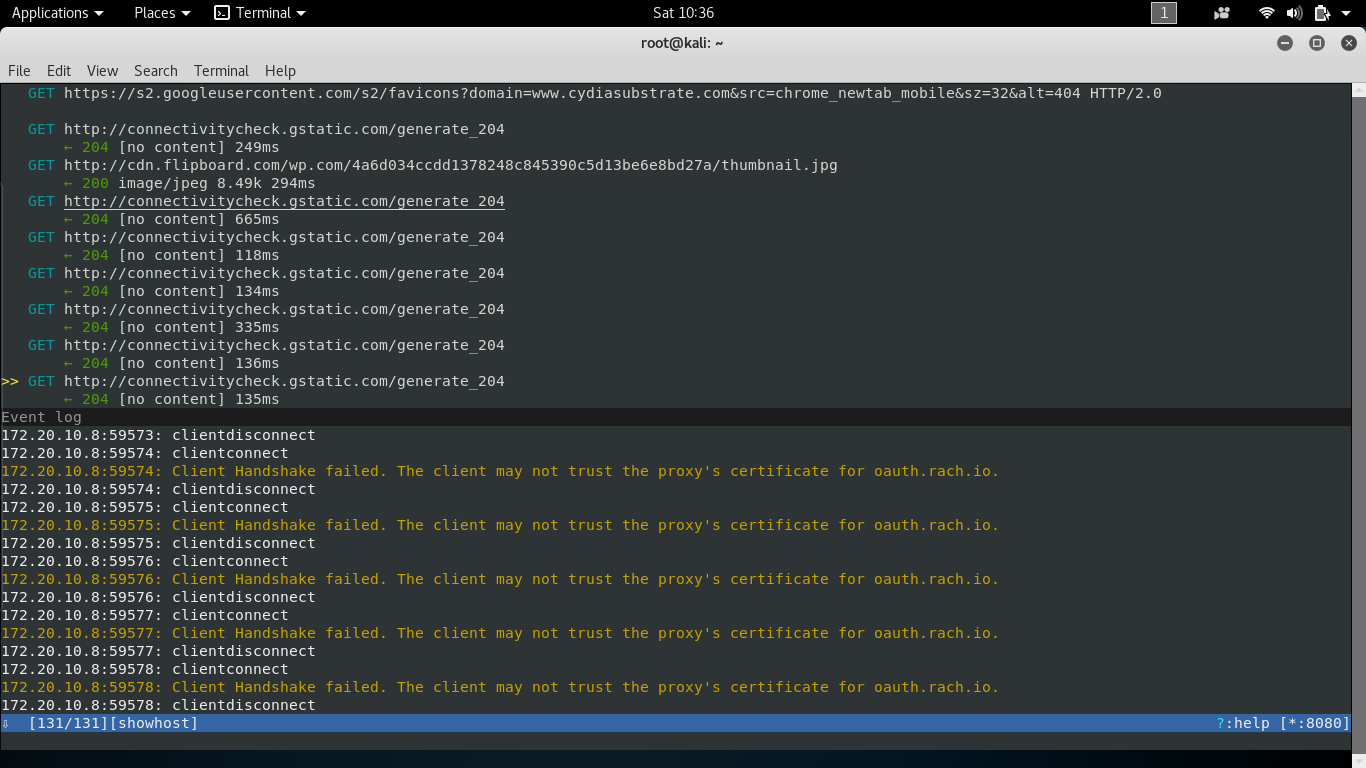 Applications Places Terminal Sat 10:36 1
root@kali: ~
File Edit View Search Terminal Help
GET https://s2.googleusercontent.com/s2/favicons?domain=www.cydiasubstrate.com&src=chrome_newtab_mobile&sz=32&alt=404 HTTP/2.0
GET http://connectivitycheck.gstatic.com/generate_204
← 204 [no content] 249ms
GET http://cdn.flipboard.com/wp.com/4a6d034ccdd1378248c845390c5d13be6e8bd27a/thumbnail.jpg
← 200 image/jpeg 8.49k 294ms
GET http://connectivitycheck.gstatic.com/generate_204
← 204 [no content] 665ms
GET http://connectivitycheck.gstatic.com/generate_204
← 204 [no content] 118ms
GET http://connectivitycheck.gstatic.com/generate_204
← 204 [no content] 134ms
GET http://connectivitycheck.gstatic.com/generate_204
← 204 [no content] 335ms
GET http://connectivitycheck.gstatic.com/generate_204
← 204 [no content] 136ms
>> GET http://connectivitycheck.gstatic.com/generate_204
← 204 [no content] 135ms
Event log
172.20.10.8:59573: clientdisconnect
172.20.10.8:59574: clientconnect
172.20.10.8:59574: Client Handshake failed. The client may not trust the proxy's certificate for oauth.rach.io.
172.20.10.8:59574: clientdisconnect
172.20.10.8:59575: clientconnect
172.20.10.8:59575: Client Handshake failed. The client may not trust the proxy's certificate for oauth.rach.io.
172.20.10.8:59575: clientdisconnect
172.20.10.8:59576: clientconnect
172.20.10.8:59576: Client Handshake failed. The client may not trust the proxy's certificate for oauth.rach.io.
172.20.10.8:59576: clientdisconnect
172.20.10.8:59577: clientconnect
172.20.10.8:59577: Client Handshake failed. The client may not trust the proxy's certificate for oauth.rach.io.
172.20.10.8:59577: clientdisconnect
172.20.10.8:59578: clientconnect
172.20.10.8:59578: Client Handshake failed. The client may not trust the proxy's certificate for oauth.rach.io.
172.20.10.8:59578: clientdisconnect
⇩ [131/131][showhost] ?:help [*:8080]